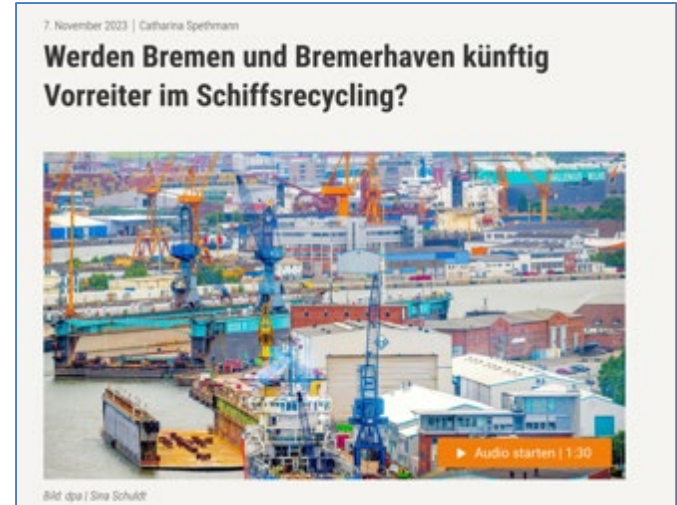 7. November 2023 | Catharina Spethmann
Werden Bremen und Bremerhaven künftig
Vorreiter im Schiffsrecycling?
Audio starten | 1:30
Bild: dpa | Sina Schuldt